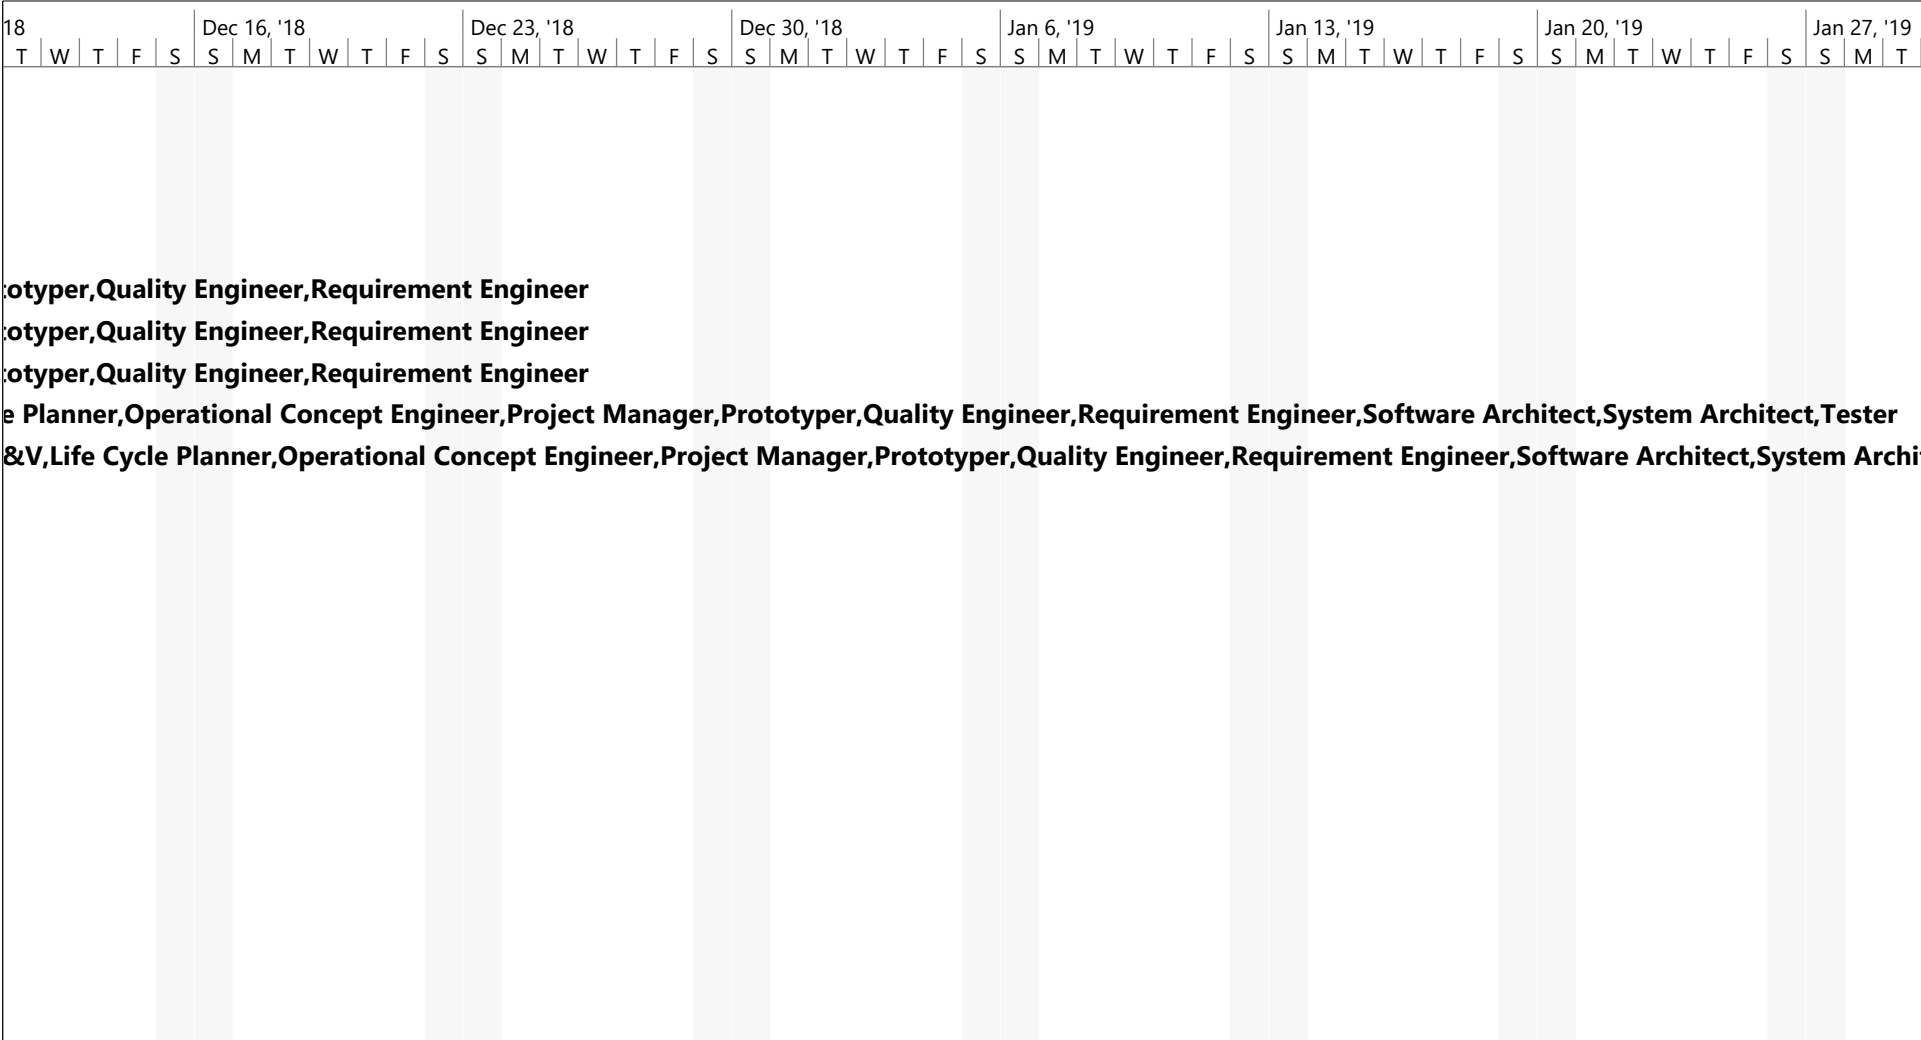 18 Dec 16, '18 Dec 23, '18 Dec 30, '18 Jan 6, '19 Jan 13, '19 Jan 20, '19 Jan 27, '19
T W T F S S M T W T F S S M T W T F S S M T W T F S S M T W T F S S M T W T F S S M T W T F S S M T
otyper,Quality Engineer,Requirement Engineer
otyper,Quality Engineer,Requirement Engineer
otyper,Quality Engineer,Requirement Engineer
e Planner,Operational Concept Engineer,Project Manager,Prototyper,Quality Engineer,Requirement Engineer,Software Architect,System Architect,Tester
&V,Life Cycle Planner,Operational Concept Engineer,Project Manager,Prototyper,Quality Engineer,Requirement Engineer,Software Architect,System Archi